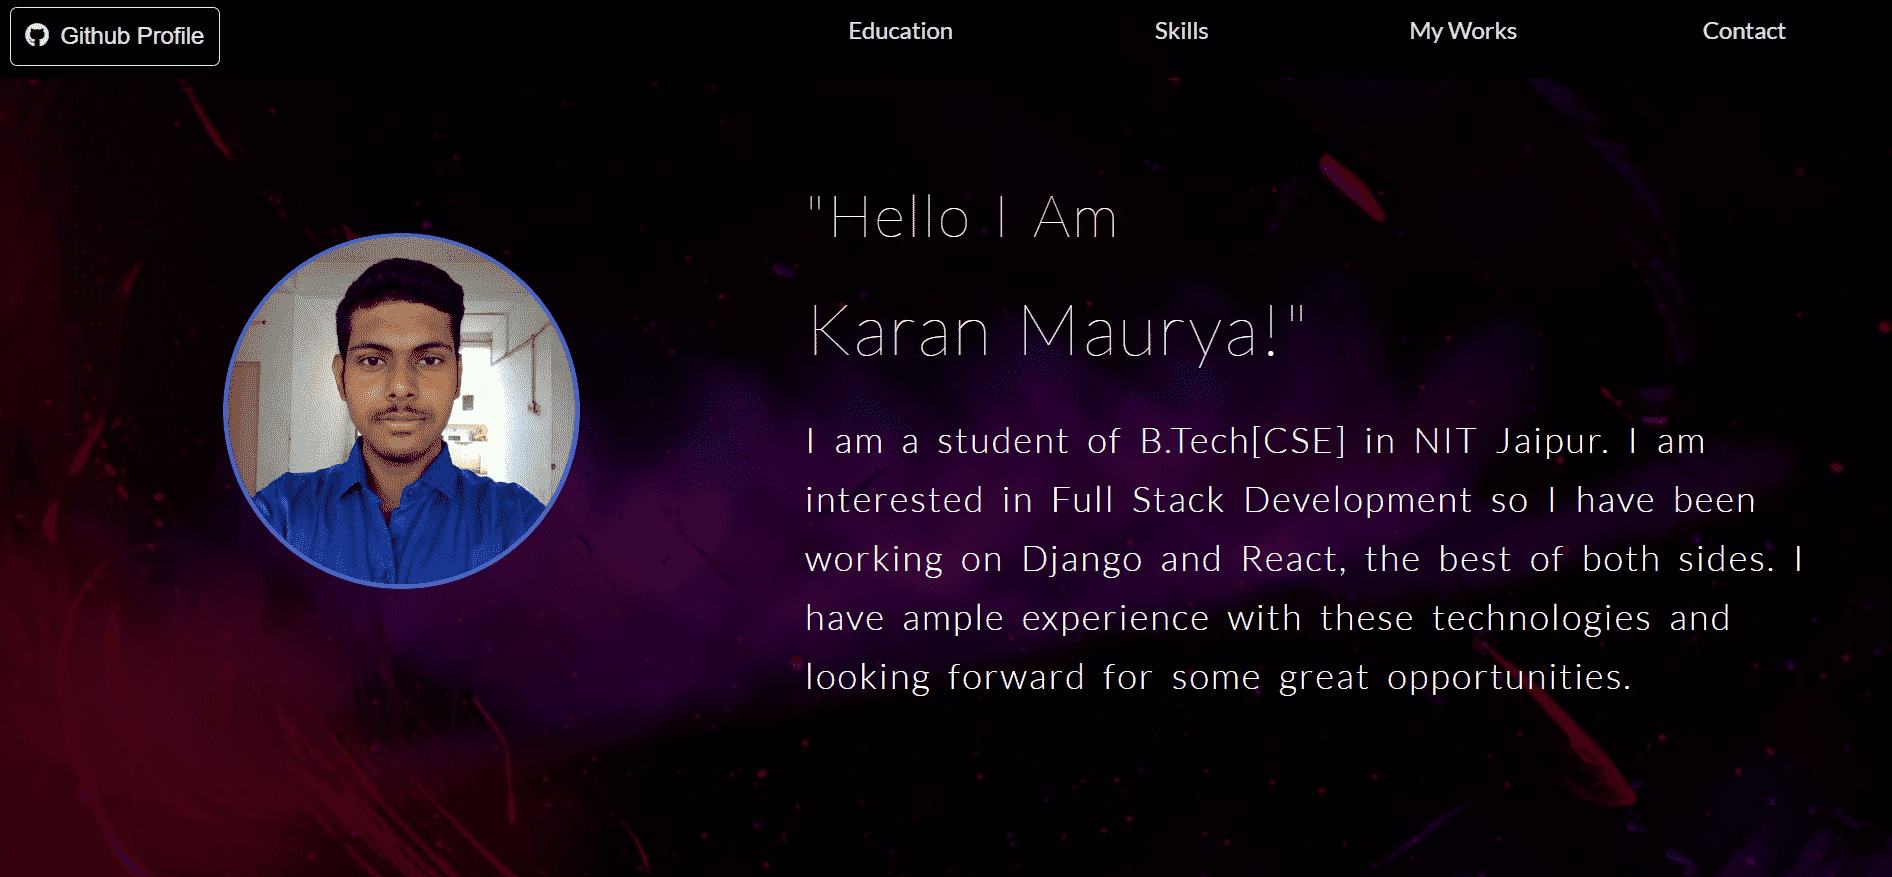 Github Profile
Education
Skills
My Works
Contact
"Hello I Am
Karan Maurya!"
I am a student of B.Tech[CSE] in NIT Jaipur. I am
interested in Full Stack Development so I have been
working on Django and React, the best of both sides. I
have ample experience with these technologies and
looking forward for some great opportunities.